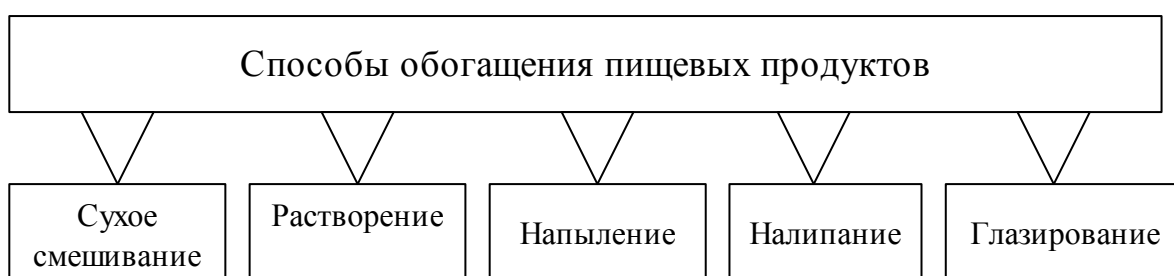 Способы обогащения пищевых продуктов
Сухое
смешивание
Растворение
Напыление
Налипание
Глазирование